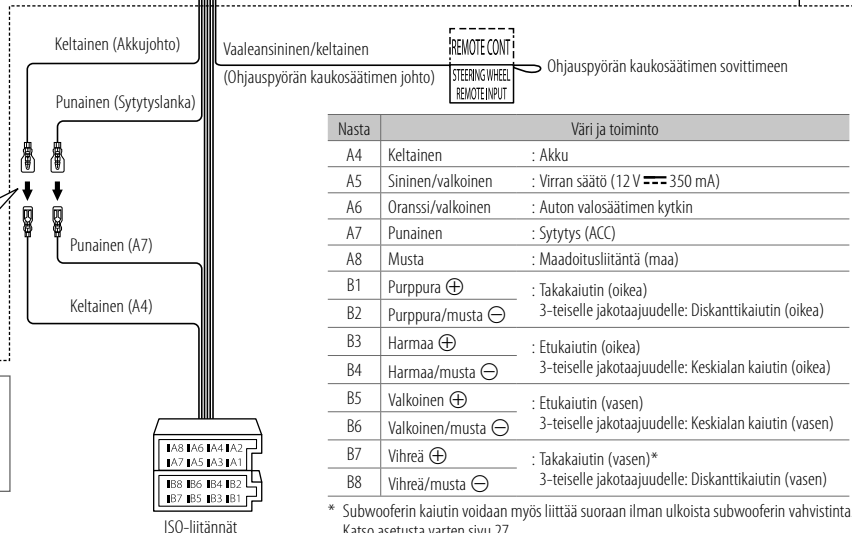 Keltainen (Akkujohto)
Vaaleansininen/keltainen
(Ohjauspyörän kaukosäätimen johto)
REMOTE CONT
STEERING WHEEL
REMOTE INPUT
Ohjauspyörän kaukosäätimen sovittimeen
Punainen (Sytytyslanka)
Punainen (A7)
Keltainen (A4)
A8 A6 A4 A2
A7 A5 A3 A1
B8 B6 B4 B2
B7 B5 B3 B1
ISO-liitännät
Nasta Väri ja toiminto
A4 Keltainen : Akku
A5 Sininen/valkoinen : Virran säätö (12 V ⎓ 350 mA)
A6 Oranssi/valkoinen : Auton valosäätimen kytkin
A7 Punainen : Sytytys (ACC)
A8 Musta : Maadoitusliitäntä (maa)
B1 Purppura ⊕ : Takakaiutin (oikea)
B2 Purppura/musta ⊖ 3-teiselle jakotaajuudelle: Diskanttikaiutin (oikea)
B3 Harmaa ⊕ : Etukaiutin (oikea)
B4 Harmaa/musta ⊖ 3-teiselle jakotaajuudelle: Keskialan kaiutin (oikea)
B5 Valkoinen ⊕ : Etukaiutin (vasen)
B6 Valkoinen/musta ⊖ 3-teiselle jakotaajuudelle: Keskialan kaiutin (vasen)
B7 Vihreä ⊕ : Takakaiutin (vasen)*
B8 Vihreä/musta ⊖ 3-teiselle jakotaajuudelle: Diskanttikaiutin (vasen)
* Subwooferin kaiutin voidaan myös liittää suoraan ilman ulkoista subwooferin vahvistinta
Katso asetusta varten sivu 27